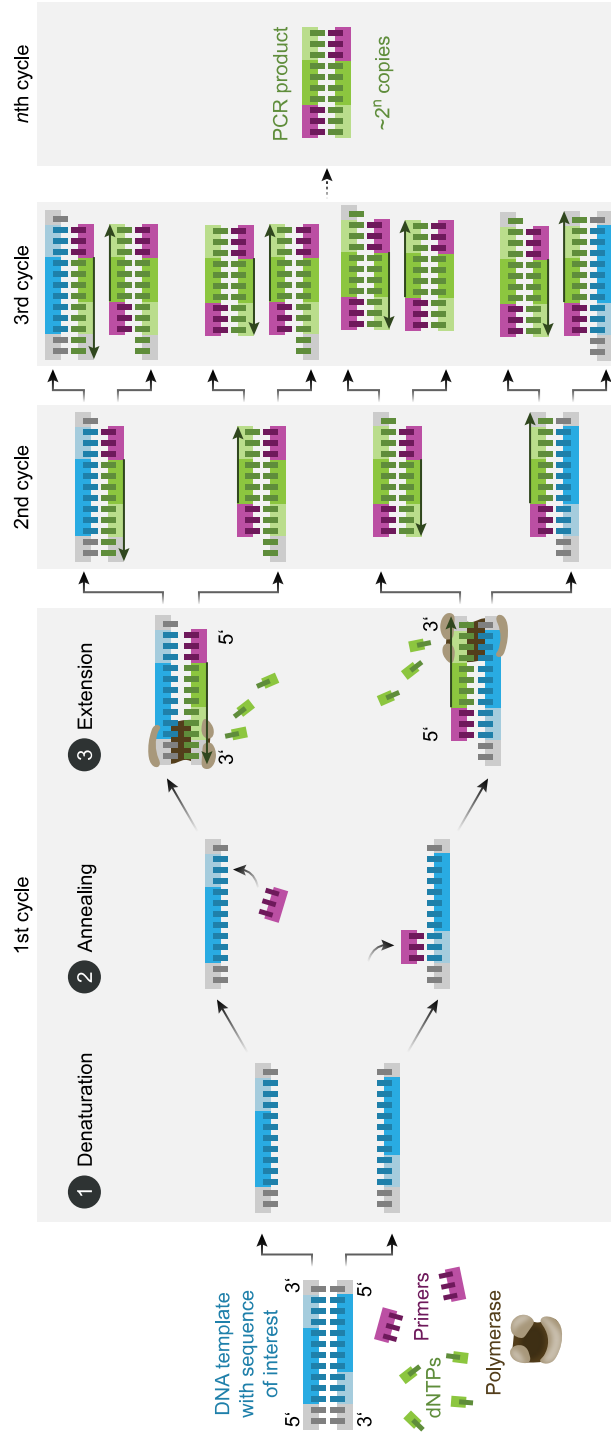 DNA template
with sequence
of interest
5‘
3‘
3‘
5‘
dNTPs
Primers
Polymerase
1st cycle
1 Denaturation
2 Annealing
3 Extension
5‘
3‘
5‘
3‘
2nd cycle
3rd cycle
nth cycle
PCR product
~2n copies